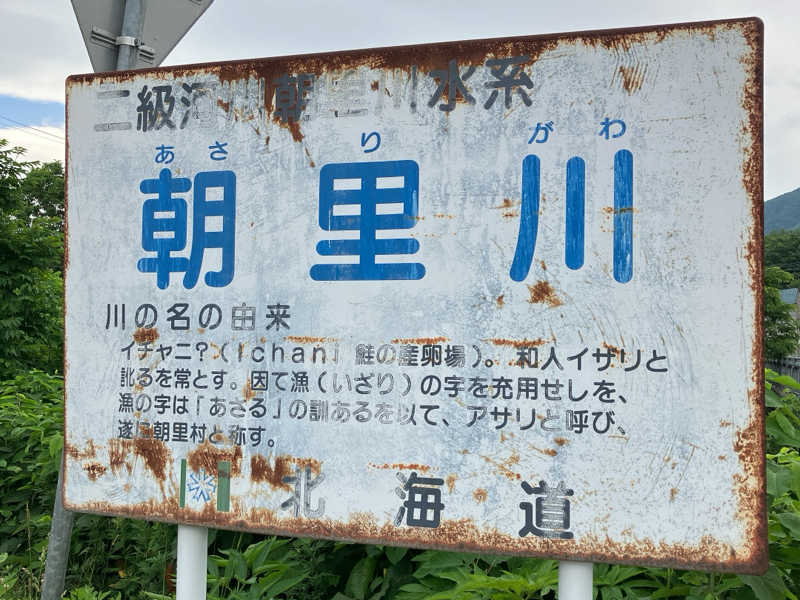 二級河川朝里川水系
あさりがわ
朝里川
川の名の由来
イチャニ?(Ichani 鮭の産卵場)。和人イザリと
訛るを常とす。因て漁(いざり)の字を充用せしを、
漁の字は「あさる」の訓あるを以て、アサリと呼び、
遂に朝里村と称す。
北海道